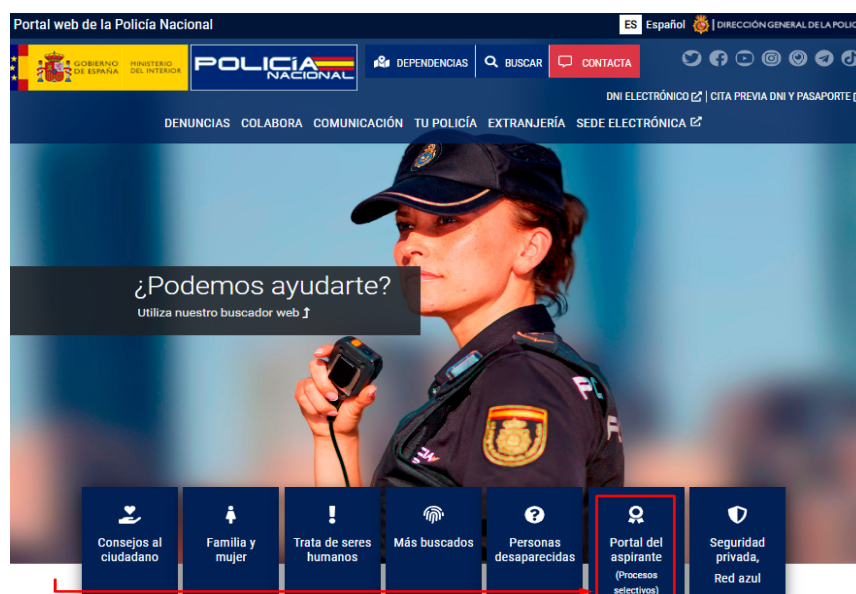 Portal web de la Policía Nacional
ES Español
DIRECCIÓN GENERAL DE LA
GOBIERNO DE ESPAÑA
MINISTERIO DEL INTERIOR
POLICÍA
NACIONAL
DEPENDENCIAS
BUSCAR
CONTACTA
DNI ELECTRÓNICO | CITA PREVIA DNI Y PASAPORTE
DENUNCIAS COLABORA COMUNICACIÓN TU POLICÍA EXTRANJERÍA SEDE ELECTRÓNICA
¿Podemos ayudarte?
Utiliza nuestro buscador web
Consejos al
ciudadano
Familia y
mujer
Trata de seres
humanos
Más buscados
Personas
desaparecidas
Portal del
aspirante
(Procesos
selectivos)
Seguridad
privada,
Red azul